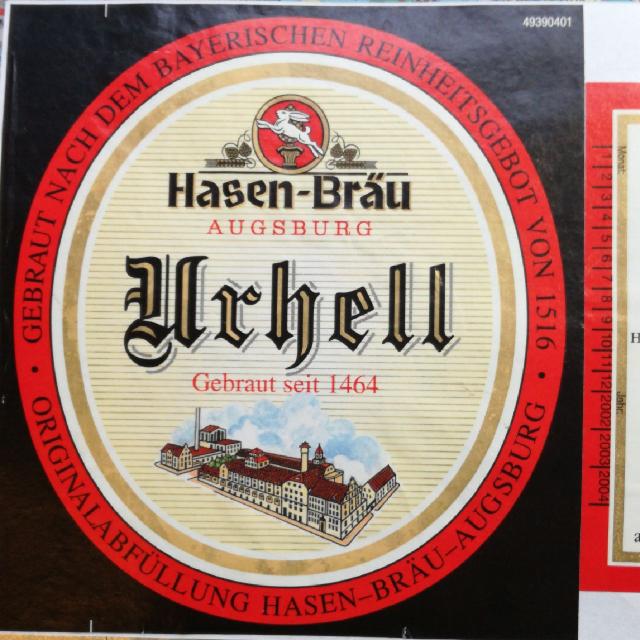 49390401
GEBRAUT NACH DEM BAYERISCHEN REINHEITSGEBOT VON 1516
Hasen-Bräu
AUGSBURG
Urhell
Gebraut seit 1464
• ORIGINALABFÜLLUNG HASEN–BRÄU–AUGSBURG •
Monat:
1|2|3|4|5|6|7|8|9|10|11|12|2002|2003|2004|
Jahr:
H
a